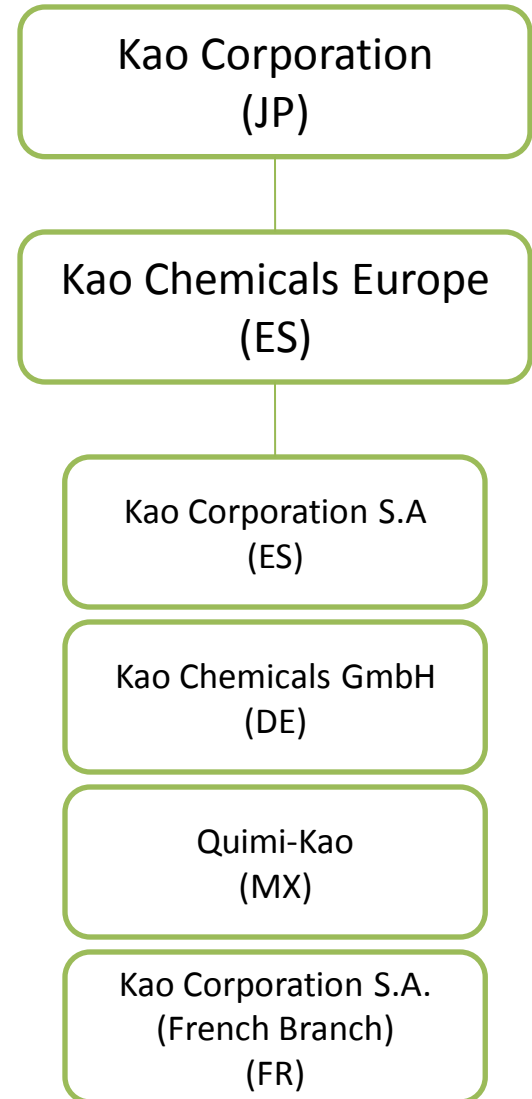 Kao Corporation
(JP)
Kao Chemicals Europe
(ES)
Kao Corporation S.A
(ES)
Kao Chemicals GmbH
(DE)
Quimi-Kao
(MX)
Kao Corporation S.A.
(French Branch)
(FR)